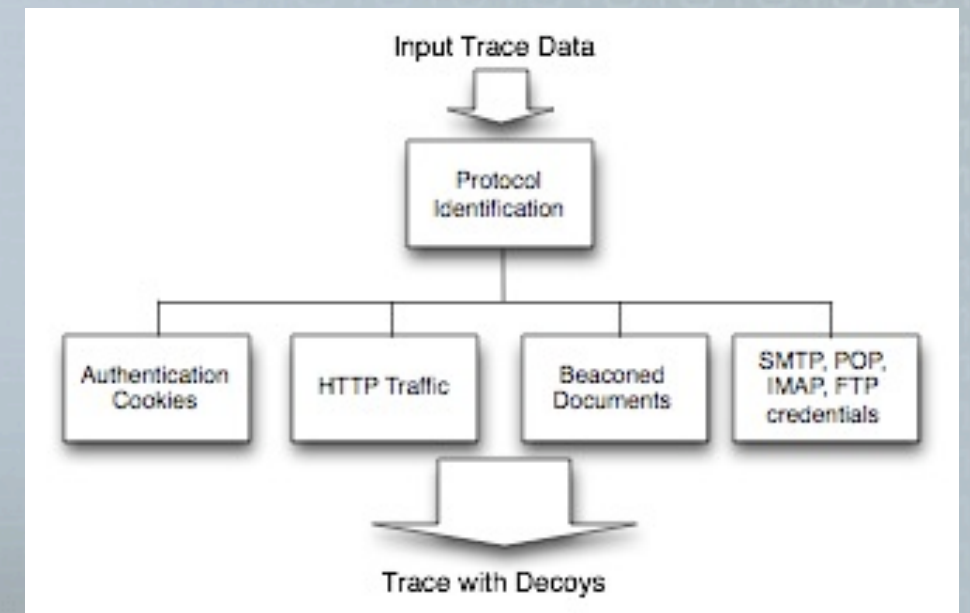 Input Trace Data
Protocol
Identification
Authentication
Cookies
HTTP Traffic
Beaconed
Documents
SMTP, POP,
IMAP, FTP
credentials
Trace with Decoys